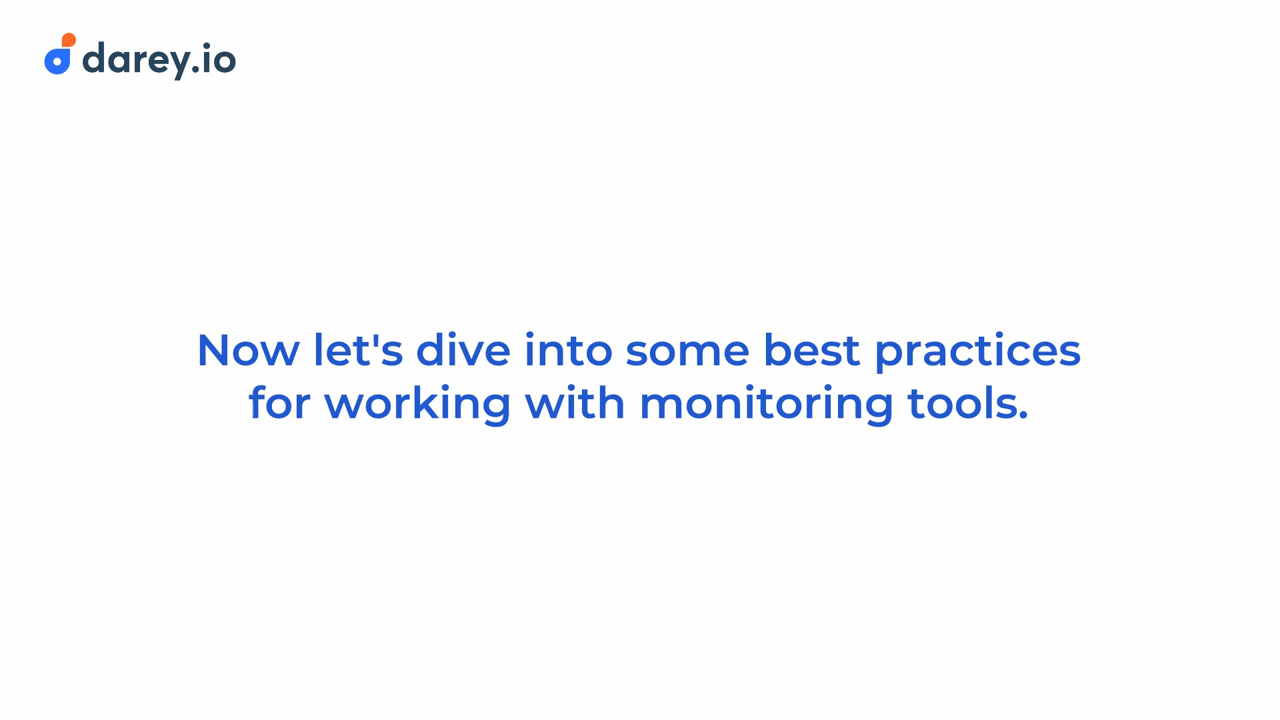 darey.io
Now let's dive into some best practices
for working with monitoring tools.